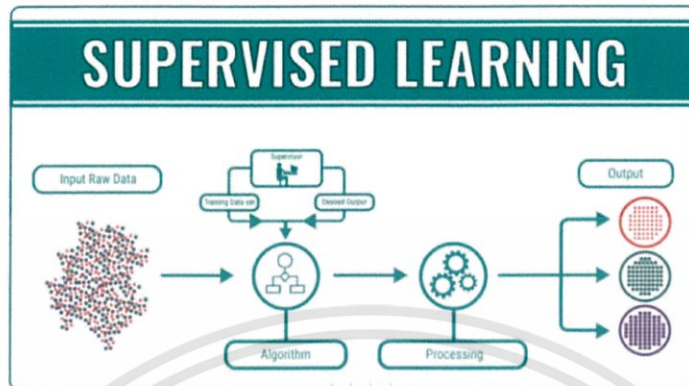 SUPERVISED LEARNING
Supervisor
Input Raw Data
Output
Training Data set
Desired Output
Algorithm
Processing